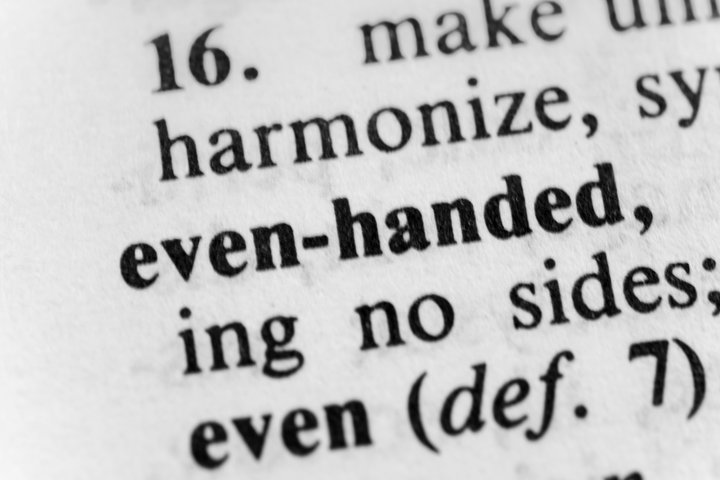 16. make
harmonize,
even-handed,
ing no sides;
even (def. 7)